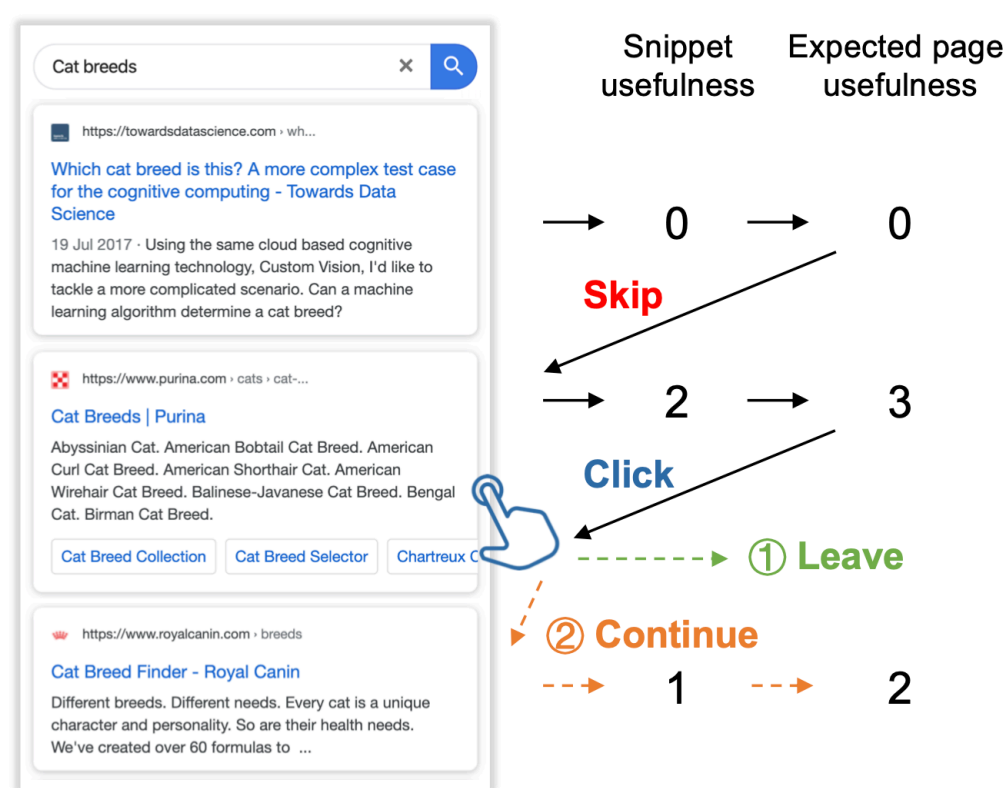 Cat breeds
Snippet usefulness
Expected page usefulness
https://towardsdatascience.com › wh...
Which cat breed is this? A more complex test case
for the cognitive computing - Towards Data
Science
19 Jul 2017 · Using the same cloud based cognitive
machine learning technology, Custom Vision, I'd like to
tackle a more complicated scenario. Can a machine
learning algorithm determine a cat breed?
0
0
Skip
https://www.purina.com › cats › cat-...
Cat Breeds | Purina
Abyssinian Cat. American Bobtail Cat Breed. American
Curl Cat Breed. American Shorthair Cat. American
Wirehair Cat Breed. Balinese-Javanese Cat Breed. Bengal
Cat. Birman Cat Breed.
Cat Breed Collection
Cat Breed Selector
Chartreux C
2
3
Click
① Leave
② Continue
https://www.royalcanin.com › breeds
Cat Breed Finder - Royal Canin
Different breeds. Different needs. Every cat is a unique
character and personality. So are their health needs.
We've created over 60 formulas to ...
1
2